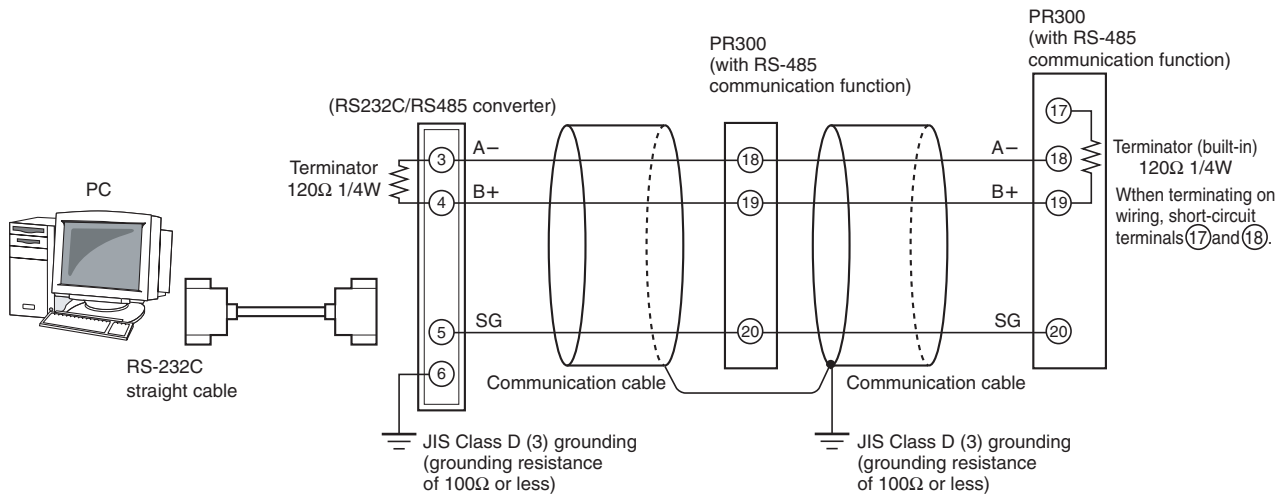 PR300
(with RS-485
communication function)
PR300
(with RS-485
communication function)
(RS232C/RS485 converter)
PC
Terminator
120Ω 1/4W
3
4
5
6
A−
B+
SG
18
19
20
A−
B+
SG
17
18
19
20
Terminator (built-in)
120Ω 1/4W
Wthen terminating on
wiring, short-circuit
terminals 17 and 18.
RS-232C
straight cable
Communication cable
Communication cable
JIS Class D (3) grounding
(grounding resistance
of 100Ω or less)
JIS Class D (3) grounding
(grounding resistance
of 100Ω or less)